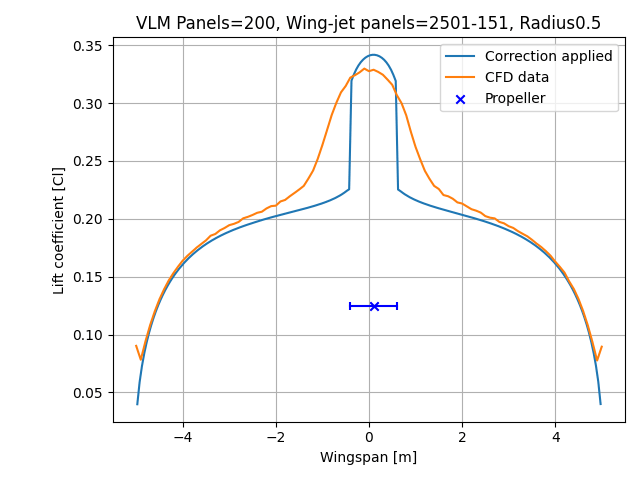 VLM Panels=200, Wing-jet panels=2501-151, Radius0.5
Correction applied
CFD data
Propeller
Lift coefficient [Cl]
0.35
0.30
0.25
0.20
0.15
0.10
0.05
−4
−2
0
2
4
Wingspan [m]